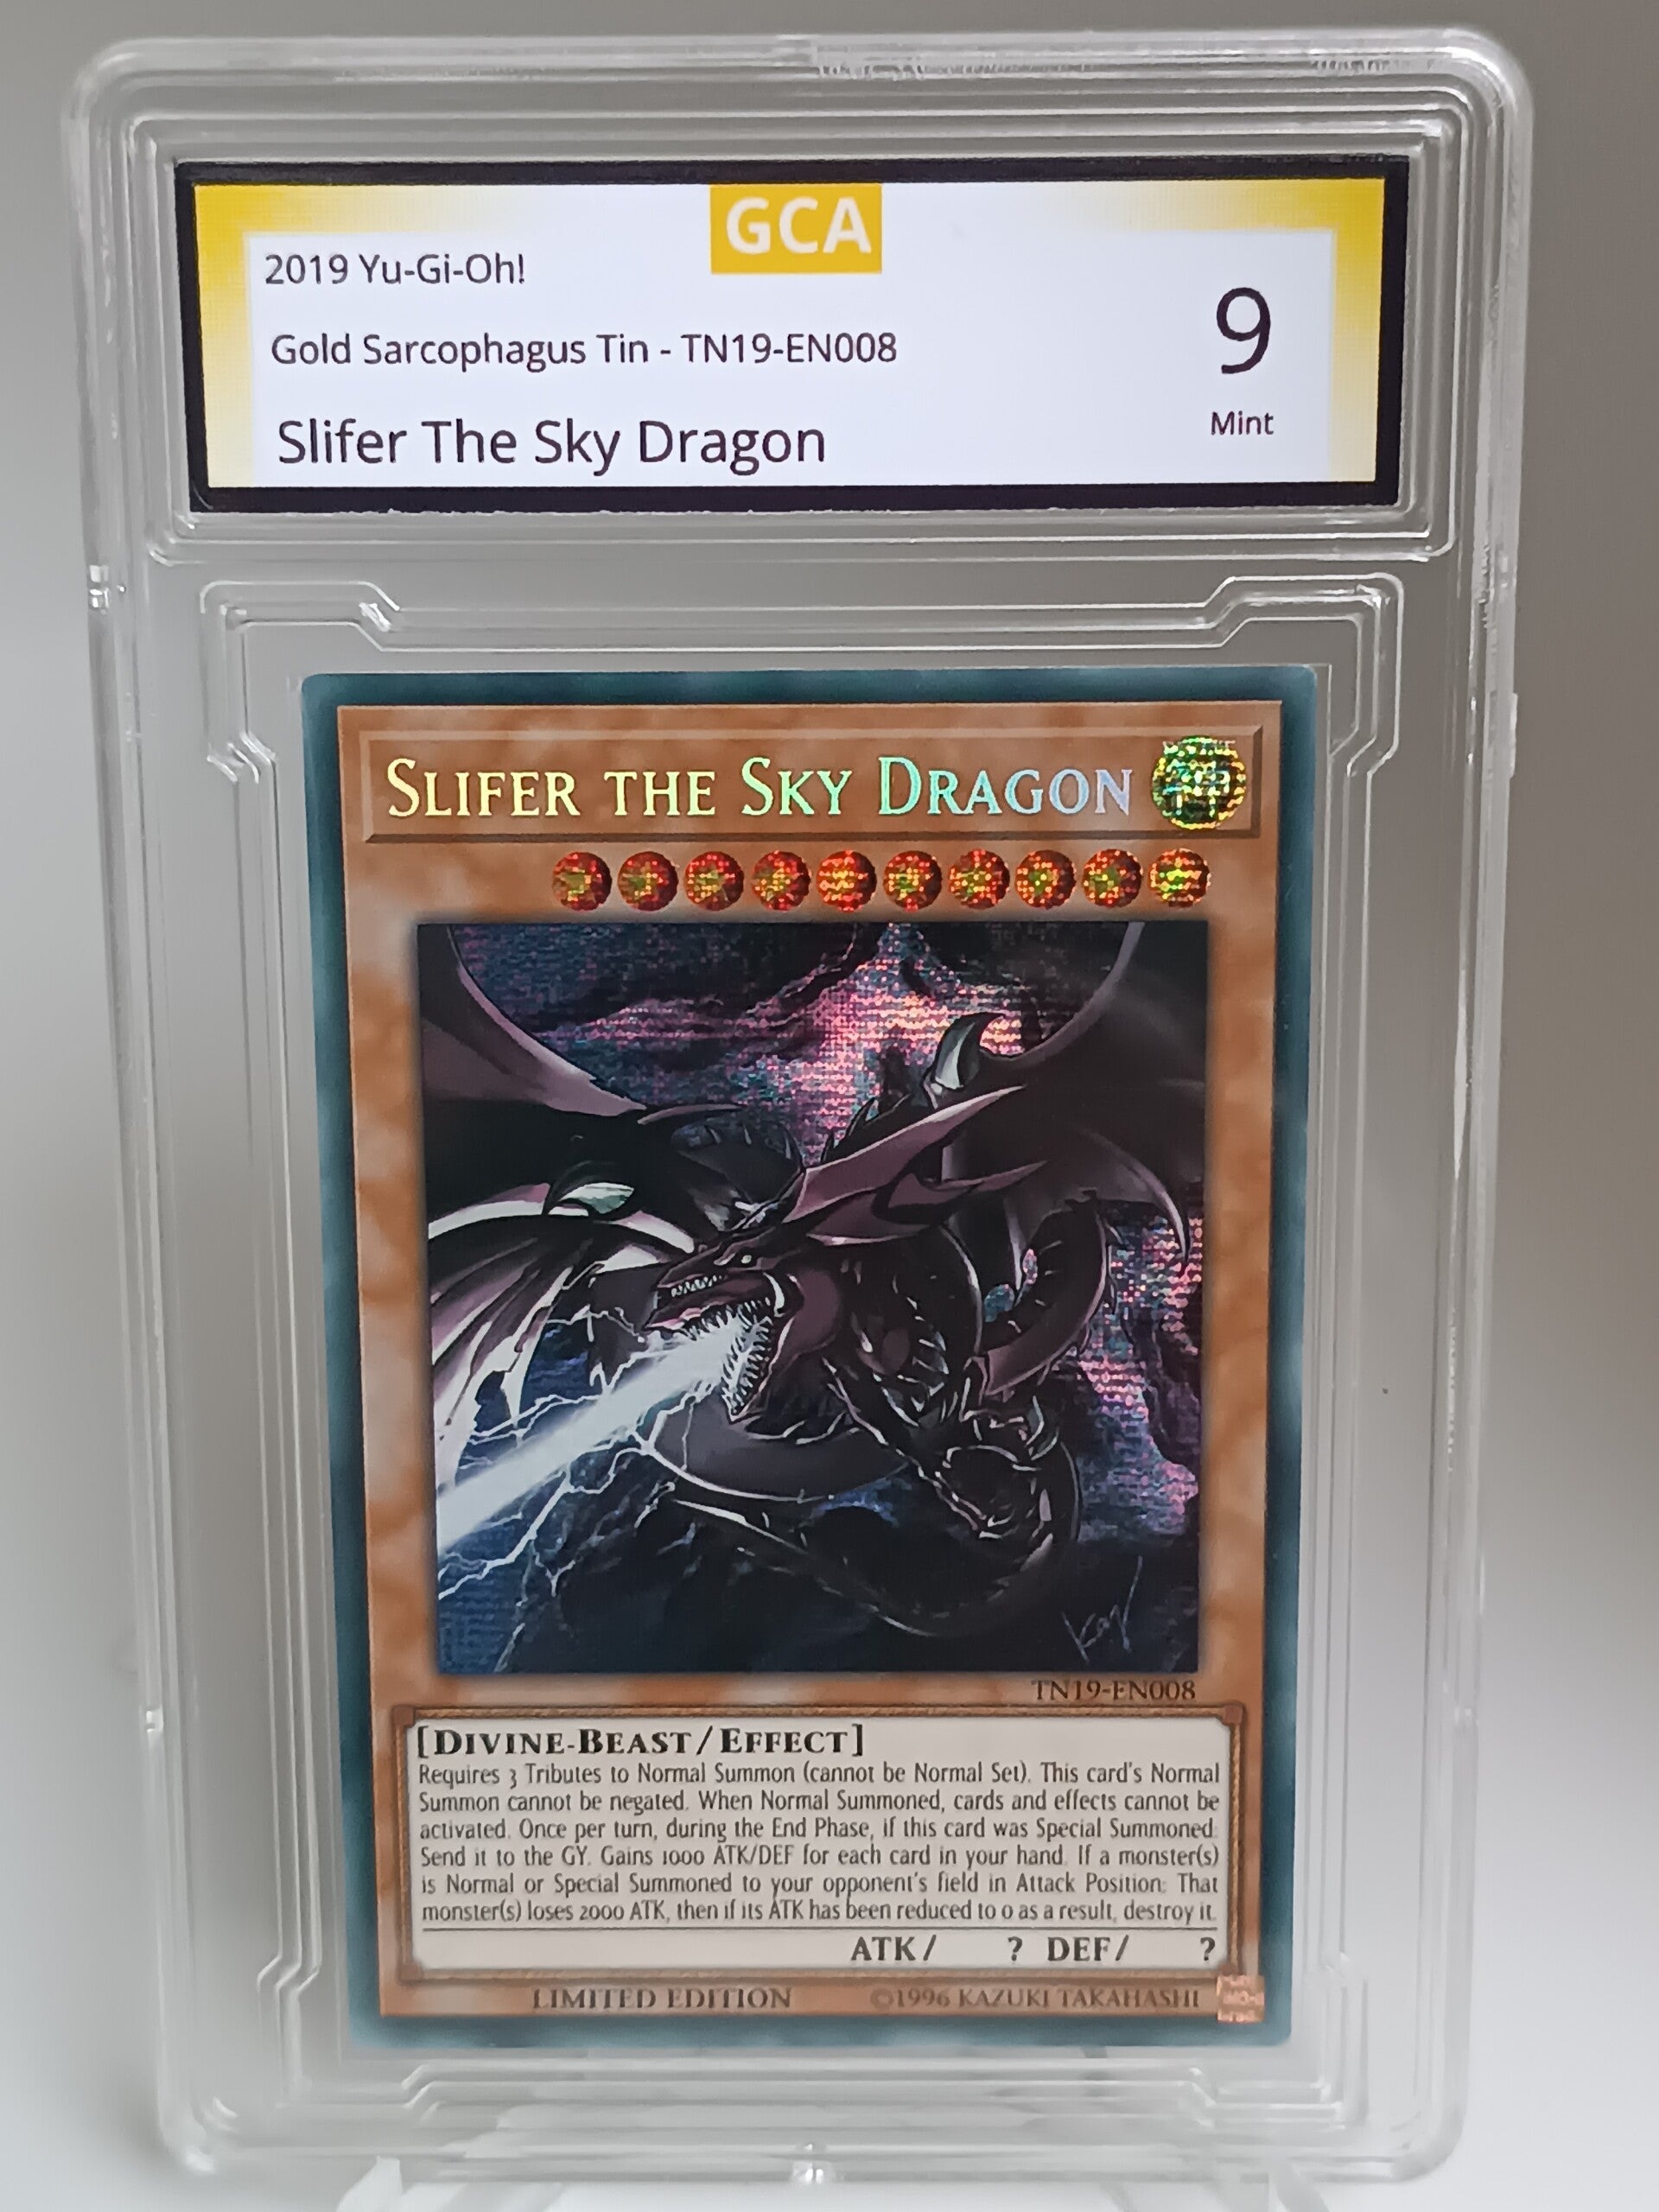 GCA
2019 Yu-Gi-Oh!
Gold Sarcophagus Tin - TN19-EN008
Slifer The Sky Dragon
9
Mint
SLIFER THE SKY DRAGON
TN19-EN008
[DIVINE-BEAST/EFFECT]
Requires 3 Tributes to Normal Summon (cannot be Normal Set). This card's Normal
Summon cannot be negated. When Normal Summoned, cards and effects cannot be
activated. Once per turn, during the End Phase, if this card was Special Summoned:
Send it to the GY. Gains 1000 ATK/DEF for each card in your hand. If a monster(s)
is Normal or Special Summoned to your opponent's field in Attack Position: That
monster(s) loses 2000 ATK, then if its ATK has been reduced to 0 as a result, destroy it.
ATK/ ? DEF/ ?
LIMITED EDITION ©1996 KAZUKI TAKAHASHI